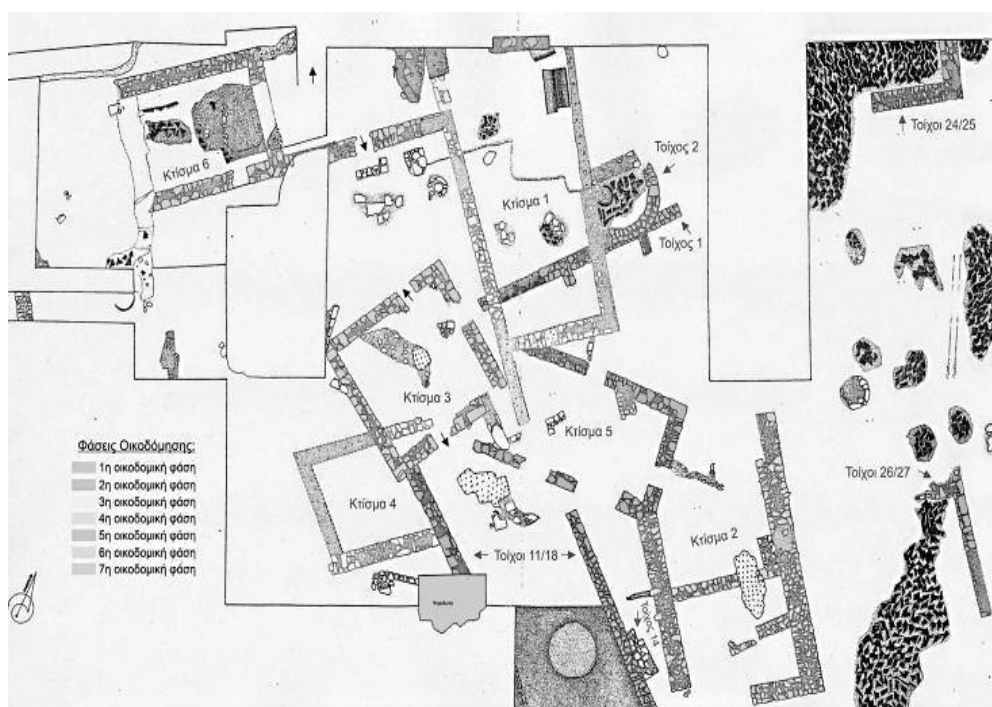 Τοίχοι 24/25
Τοίχος 2
Κτίσμα 6
Κτίσμα 1
Τοίχος 1
Κτίσμα 3
Κτίσμα 5
Φάσεις Οικοδόμησης:
1η οικοδομική φάση
2η οικοδομική φάση
3η οικοδομική φάση
4η οικοδομική φάση
5η οικοδομική φάση
6η οικοδομική φάση
7η οικοδομική φάση
Τοίχοι 26/27
Κτίσμα 4
Κτίσμα 2
Τοίχοι 11/18
Τοίχος 14